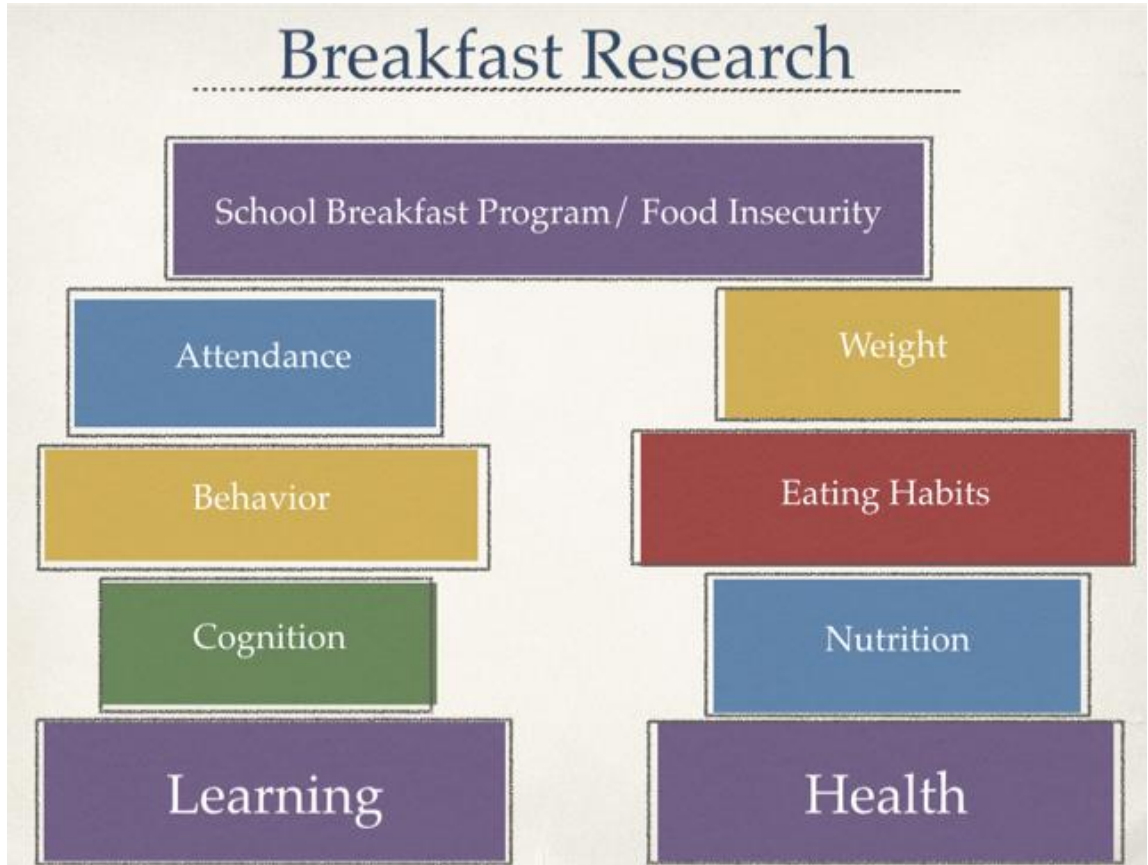 Breakfast Research
School Breakfast Program/ Food Insecurity
Attendance
Behavior
Cognition
Learning
Weight
Eating Habits
Nutrition
Health